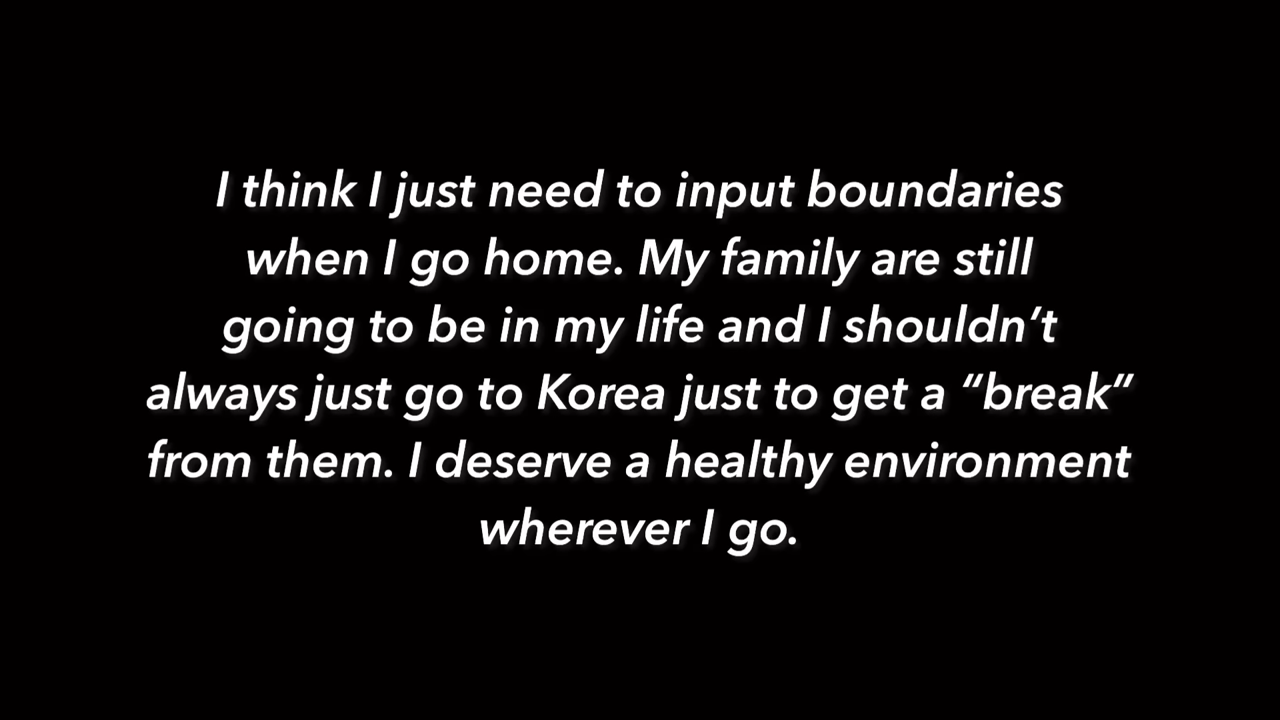 I think I just need to input boundaries
when I go home. My family are still
going to be in my life and I shouldn’t
always just go to Korea just to get a “break”
from them. I deserve a healthy environment
wherever I go.